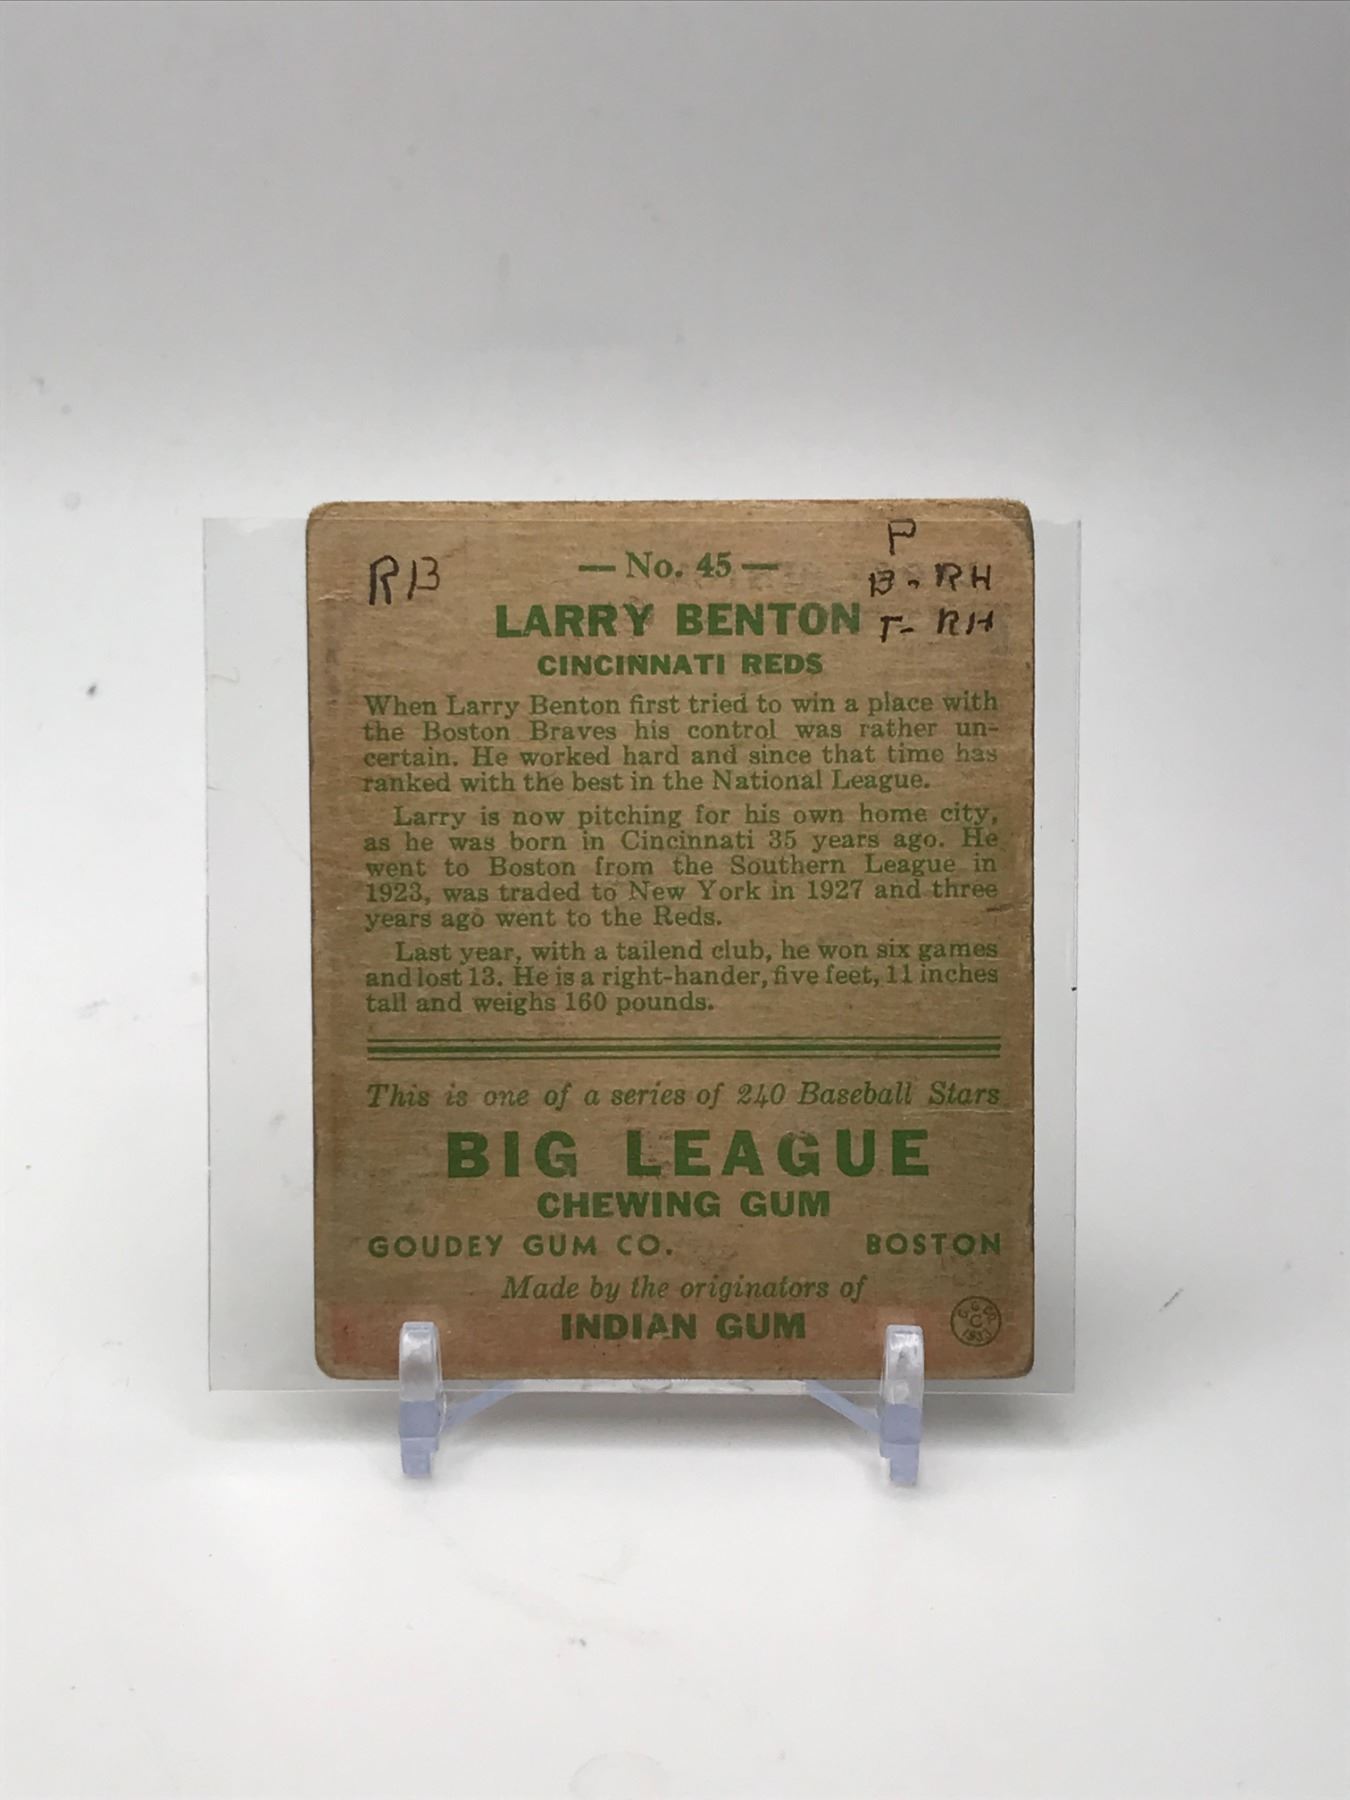 P
RB — No. 45 — B. RH
LARRY BENTON T- RH
CINCINNATI REDS
When Larry Benton first tried to win a place with
the Boston Braves his control was rather un-
certain. He worked hard and since that time has
ranked with the best in the National League.
Larry is now pitching for his own home city,
as he was born in Cincinnati 35 years ago. He
went to Boston from the Southern League in
1923, was traded to New York in 1927 and three
years ago went to the Reds.
Last year, with a tailend club, he won six games
and lost 13. He is a right-hander, five feet, 11 inches
tall and weighs 160 pounds.
This is one of a series of 240 Baseball Stars
BIG LEAGUE
CHEWING GUM
GOUDEY GUM CO. BOSTON
Made by the originators of
INDIAN GUM
G. G. CO.
C
1933